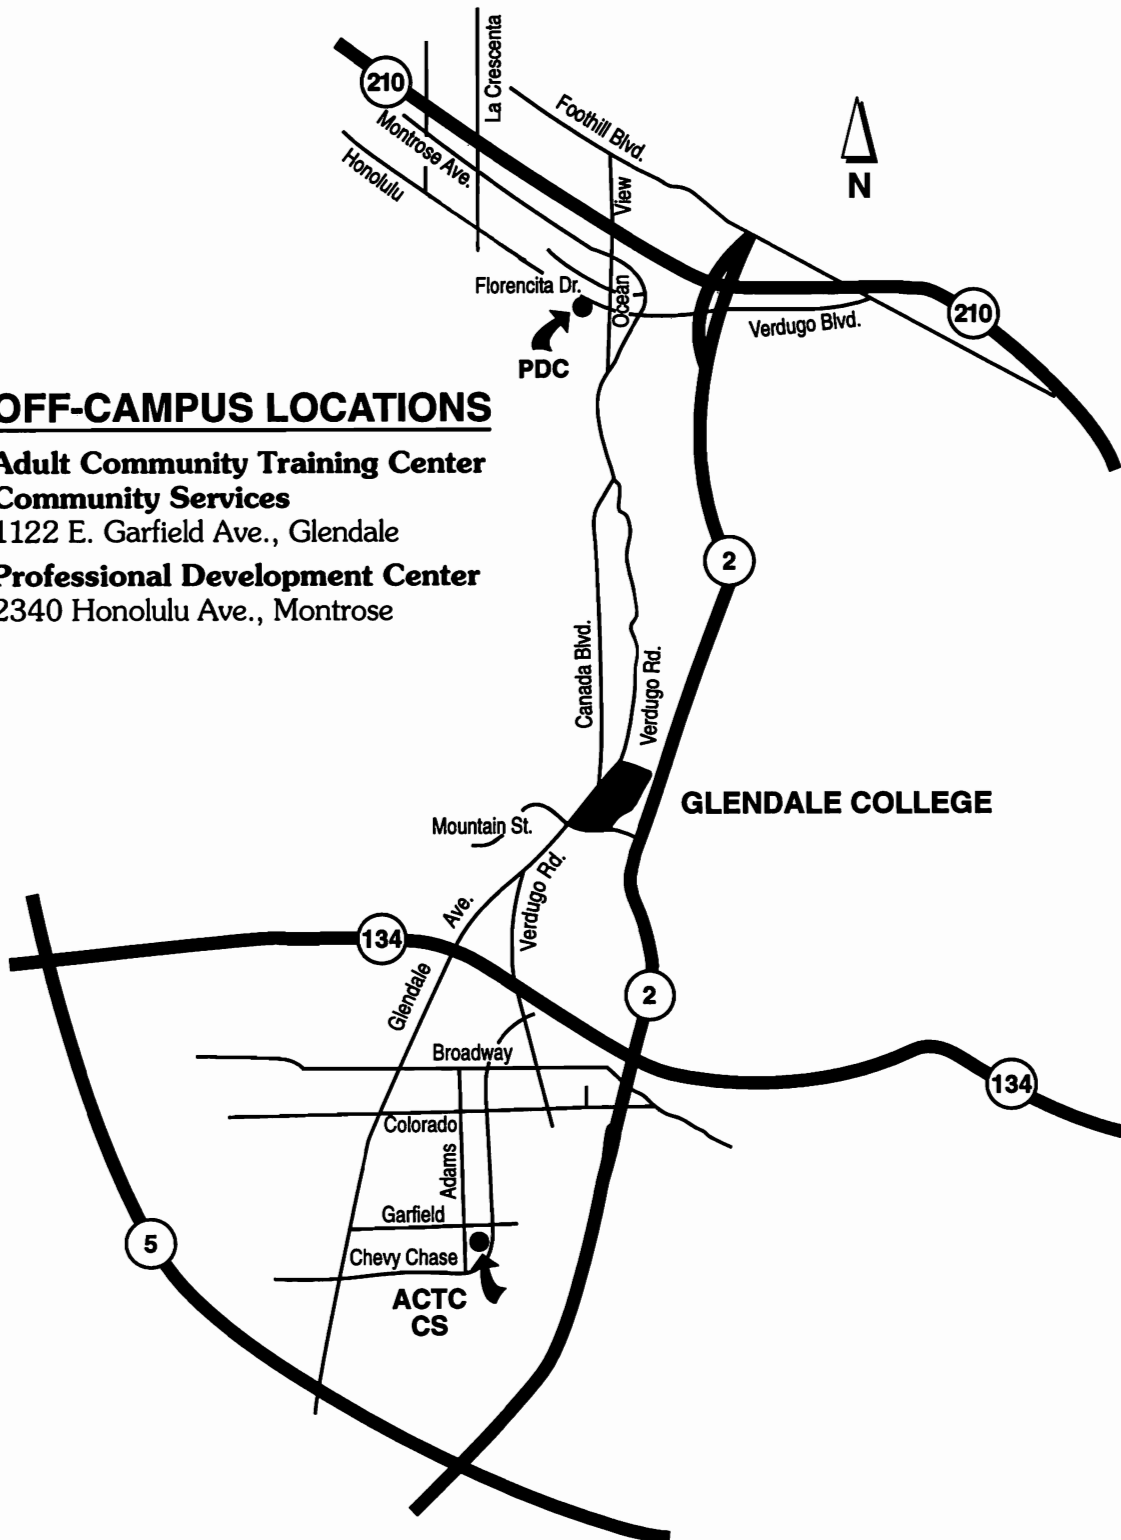 La Crescenta
210
Foothill Blvd.
Montrose Ave.
Honolulu
View
N
Florencita Dr.
Ocean
210
Verdugo Blvd.
PDC
OFF-CAMPUS LOCATIONS
Adult Community Training Center
Community Services
1122 E. Garfield Ave., Glendale
Professional Development Center
2340 Honolulu Ave., Montrose
2
Canada Blvd.
Verdugo Rd.
GLENDALE COLLEGE
Mountain St.
Verdugo Rd.
Glendale Ave.
134
2
Broadway
134
Colorado
Adams
Garfield
5
Chevy Chase
ACTC
CS